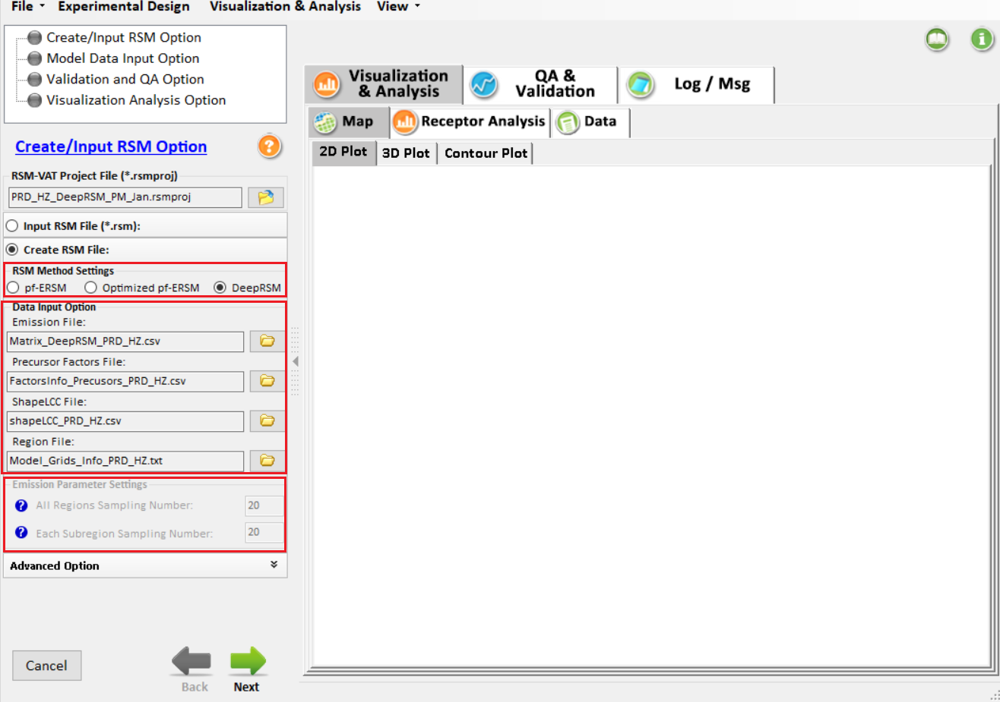 File Experimental Design Visualization & Analysis View
Create/Input RSM Option
Model Data Input Option
Validation and QA Option
Visualization Analysis Option
Create/Input RSM Option
RSM-VAT Project File (*.rsmproj)
PRD_HZ_DeepRSM_PM_Jan.rsmproj
Input RSM File (*.rsm):
Create RSM File:
RSM Method Settings
pf-ERSM Optimized pf-ERSM DeepRSM
Data Input Option
Emission File:
Matrix_DeepRSM_PRD_HZ.csv
Precursor Factors File:
FactorsInfo_Precusors_PRD_HZ.csv
ShapeLCC File:
shapeLCC_PRD_HZ.csv
Region File:
Model_Grids_Info_PRD_HZ.txt
Emission Parameter Settings
All Regions Sampling Number: 20
Each Subregion Sampling Number: 20
Advanced Option
Cancel
Back
Next
Visualization
& Analysis
QA &
Validation
Log / Msg
Map
Receptor Analysis
Data
2D Plot
3D Plot
Contour Plot